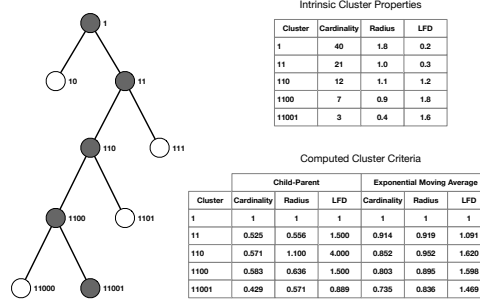 1
10
11
110
111
1100
1101
11000
11001
Intrinsic Cluster Properties
Cluster Cardinality Radius LFD
1 40 1.8 0.2
11 21 1.0 0.3
110 12 1.1 1.2
1100 7 0.9 1.8
11001 3 0.4 1.6
Computed Cluster Criteria
Child-Parent Exponential Moving Average
Cluster Cardinality Radius LFD Cardinality Radius LFD
1 1 1 1 1 1 1
11 0.525 0.556 1.500 0.914 0.919 1.091
110 0.571 1.100 4.000 0.852 0.952 1.620
1100 0.583 0.636 1.500 0.803 0.895 1.598
11001 0.429 0.571 0.889 0.735 0.836 1.469